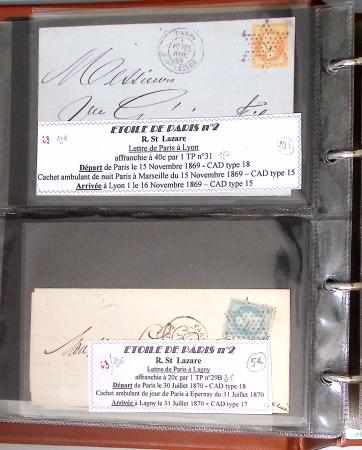 PARIS
Messieurs
ETOILE DE PARIS n°2
R. St Lazare
Lettre de Paris à Lyon
affranchie à 40c par 1 TP n°31
Départ de Paris le 15 Novembre 1869 - CAD type 18
Cachet ambulant de nuit Paris à Marseille du 15 Novembre 1869 – CAD type 15
Arrivée à Lyon 1 le 16 Novembre 1869 – CAD type 15
ETOILE DE PARIS n°2
R. St Lazare
Lettre de Paris à Lagny
affranchie à 20c par 1 TP n°29B
Départ de Paris le 30 Juillet 1870 - CAD type 18
Cachet ambulant de jour de Paris à Epernay du 31 Juillet 1870
Arrivée à Lagny le 31 Juillet 1870 - CAD type 17